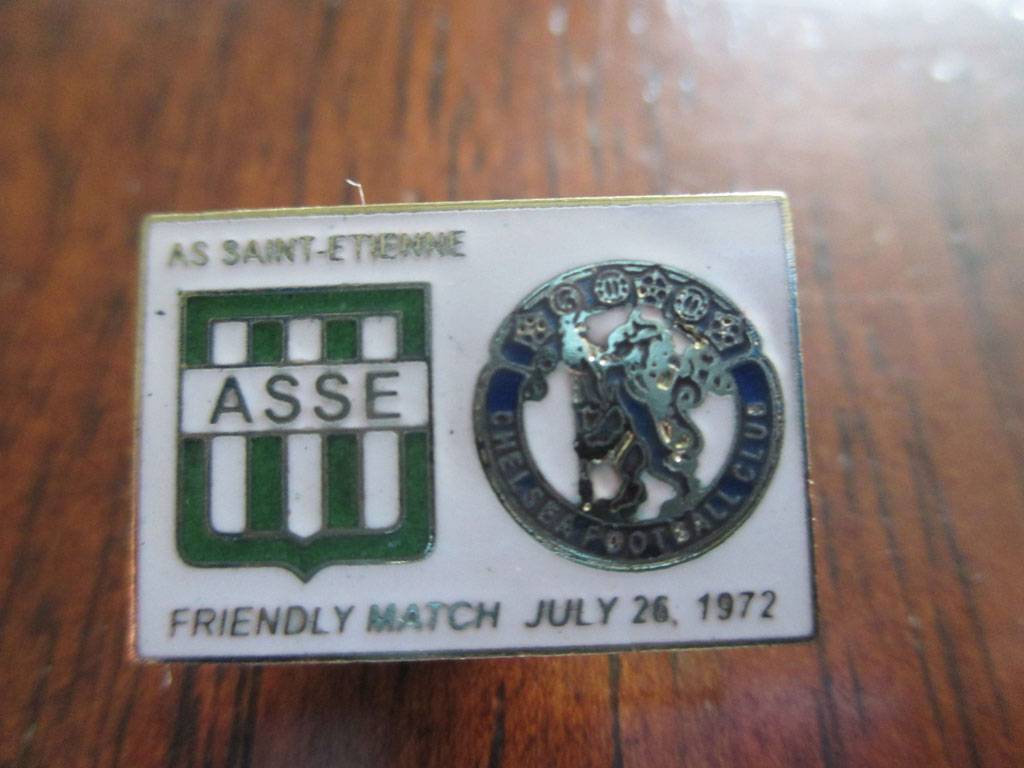 AS SAINT-ETIENNE
ASSE
CHELSEA FOOTBALL CLUB
FRIENDLY MATCH JULY 26, 1972